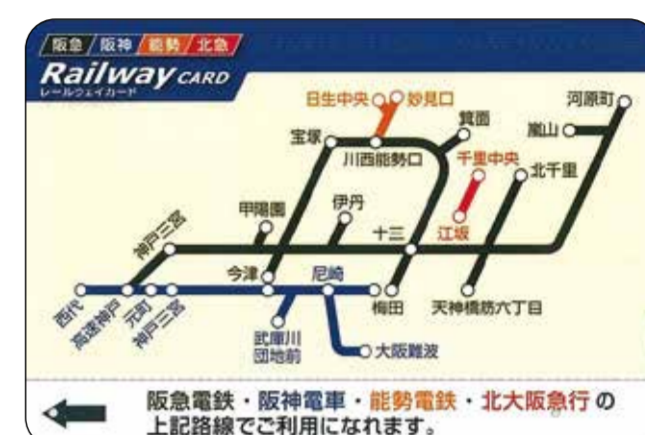 阪急 / 阪神 / 能勢 / 北急
Railway CARD
レールウェイカード
日生中央
妙見口
河原町
箕面
嵐山
宝塚
川西能勢口
千里中央
北千里
甲陽園
伊丹
神戸三宮
十三
江坂
今津
尼崎
西代
高速神戸
元町
神戸三宮
梅田
天神橋筋六丁目
武庫川
団地前
大阪難波
阪急電鉄・阪神電車・能勢電鉄・北大阪急行の
上記路線でご利用になれます。